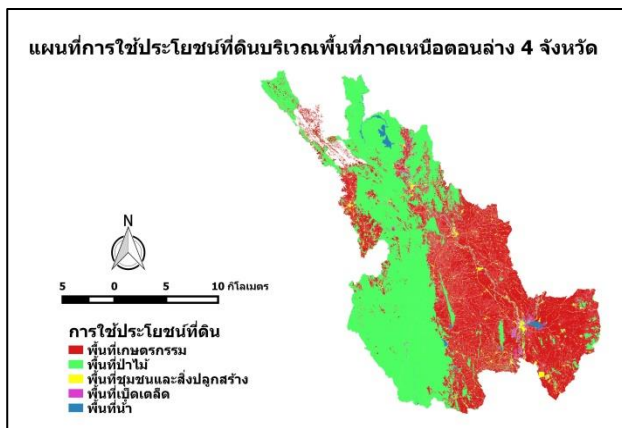 แผนที่การใช้ประโยชน์ที่ดินบริเวณพื้นที่ภาคเหนือตอนล่าง 4 จังหวัด
N
5 0 5 10 กิโลเมตร
การใช้ประโยชน์ที่ดิน
พื้นที่เกษตรกรรม
พื้นที่ป่าไม้
พื้นที่ชุมชนและสิ่งปลูกสร้าง
พื้นที่เบ็ดเตล็ด
พื้นที่น้ำ